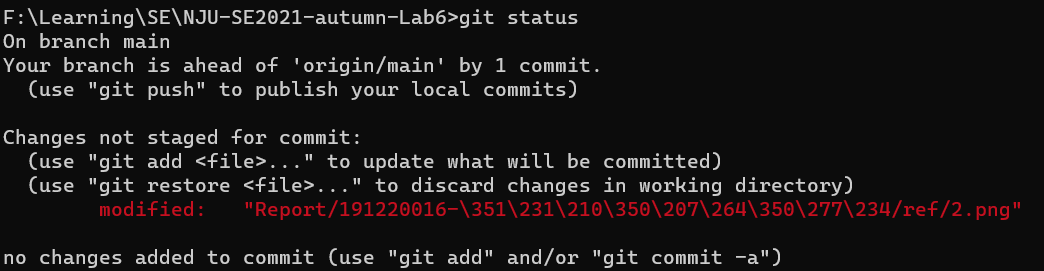 F:\Learning\SE\NJU-SE2021-autumn-Lab6>git status
On branch main
Your branch is ahead of 'origin/main' by 1 commit.
  (use "git push" to publish your local commits)

Changes not staged for commit:
  (use "git add <file>..." to update what will be committed)
  (use "git restore <file>..." to discard changes in working directory)
        modified:   "Report/191220016-\351\231\210\350\207\264\350\277\234/ref/2.png"

no changes added to commit (use "git add" and/or "git commit -a")